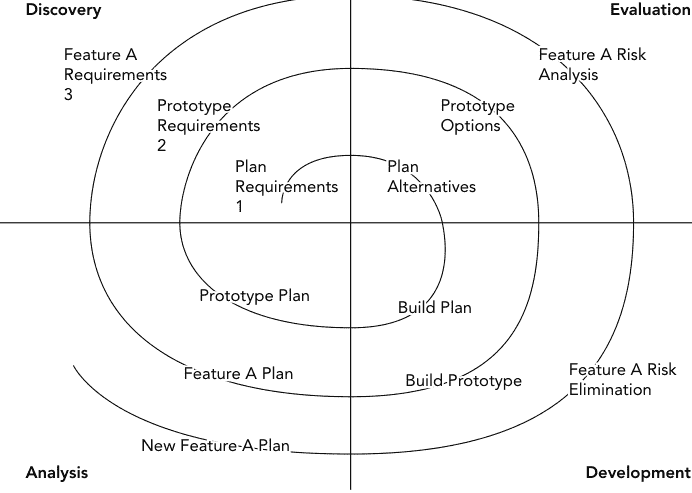 Discovery
Evaluation
Feature A
Requirements
3
Feature A Risk
Analysis
Prototype
Requirements
2
Prototype
Options
Plan
Requirements
1
Plan
Alternatives
Prototype Plan
Build Plan
Feature A Plan
Build Prototype
Feature A Risk
Elimination
New Feature A Plan
Analysis
Development